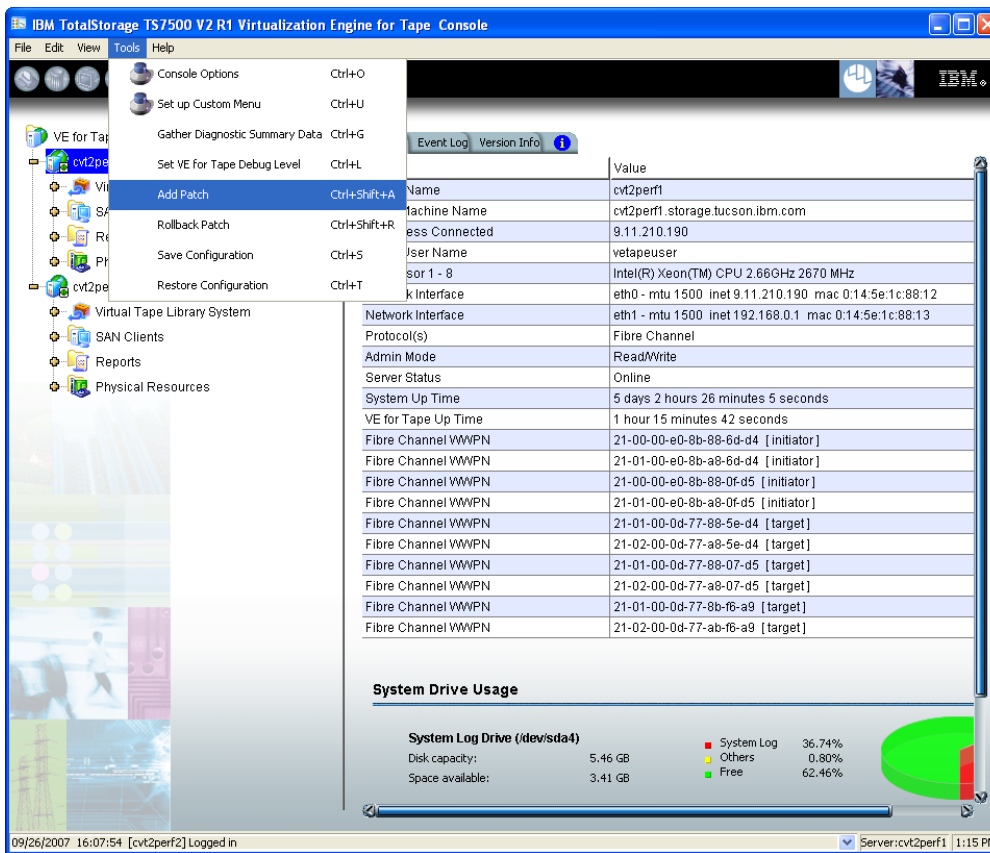 IBM TotalStorage TS7500 V2 R1 Virtualization Engine for Tape Console
File Edit View Tools Help
IBM
Console Options Ctrl+O
Set up Custom Menu Ctrl+U
Gather Diagnostic Summary Data Ctrl+G
Set VE for Tape Debug Level Ctrl+L
Add Patch Ctrl+Shift+A
Rollback Patch Ctrl+Shift+R
Save Configuration Ctrl+S
Restore Configuration Ctrl+T
VE for Tap
cvt2pe
Vi
SA
Re
Ph
cvt2pe
Virtual Tape Library System
SAN Clients
Reports
Physical Resources
Event Log Version Info i
Value
Name cvt2perf1
Machine Name cvt2perf1.storage.tucson.ibm.com
ess Connected 9.11.210.190
User Name vetapeuser
sor 1 - 8 Intel(R) Xeon(TM) CPU 2.66GHz 2670 MHz
k Interface eth0 - mtu 1500 inet 9.11.210.190 mac 0:14:5e:1c:88:12
Network Interface eth1 - mtu 1500 inet 192.168.0.1 mac 0:14:5e:1c:88:13
Protocol(s) Fibre Channel
Admin Mode Read/Write
Server Status Online
System Up Time 5 days 2 hours 26 minutes 5 seconds
VE for Tape Up Time 1 hour 15 minutes 42 seconds
Fibre Channel WWPN 21-00-00-e0-8b-88-6d-d4 [initiator]
Fibre Channel WWPN 21-01-00-e0-8b-a8-6d-d4 [initiator]
Fibre Channel WWPN 21-00-00-e0-8b-88-0f-d5 [initiator]
Fibre Channel WWPN 21-01-00-e0-8b-a8-0f-d5 [initiator]
Fibre Channel WWPN 21-01-00-0d-77-88-5e-d4 [target]
Fibre Channel WWPN 21-02-00-0d-77-a8-5e-d4 [target]
Fibre Channel WWPN 21-01-00-0d-77-88-07-d5 [target]
Fibre Channel WWPN 21-02-00-0d-77-a8-07-d5 [target]
Fibre Channel WWPN 21-01-00-0d-77-8b-f6-a9 [target]
Fibre Channel WWPN 21-02-00-0d-77-ab-f6-a9 [target]
System Drive Usage
System Log Drive (/dev/sda4)
Disk capacity: 5.46 GB
Space available: 3.41 GB
System Log 36.74%
Others 0.80%
Free 62.46%
09/26/2007 16:07:54 [cvt2perf2] Logged in
Server:cvt2perf1 1:15 P